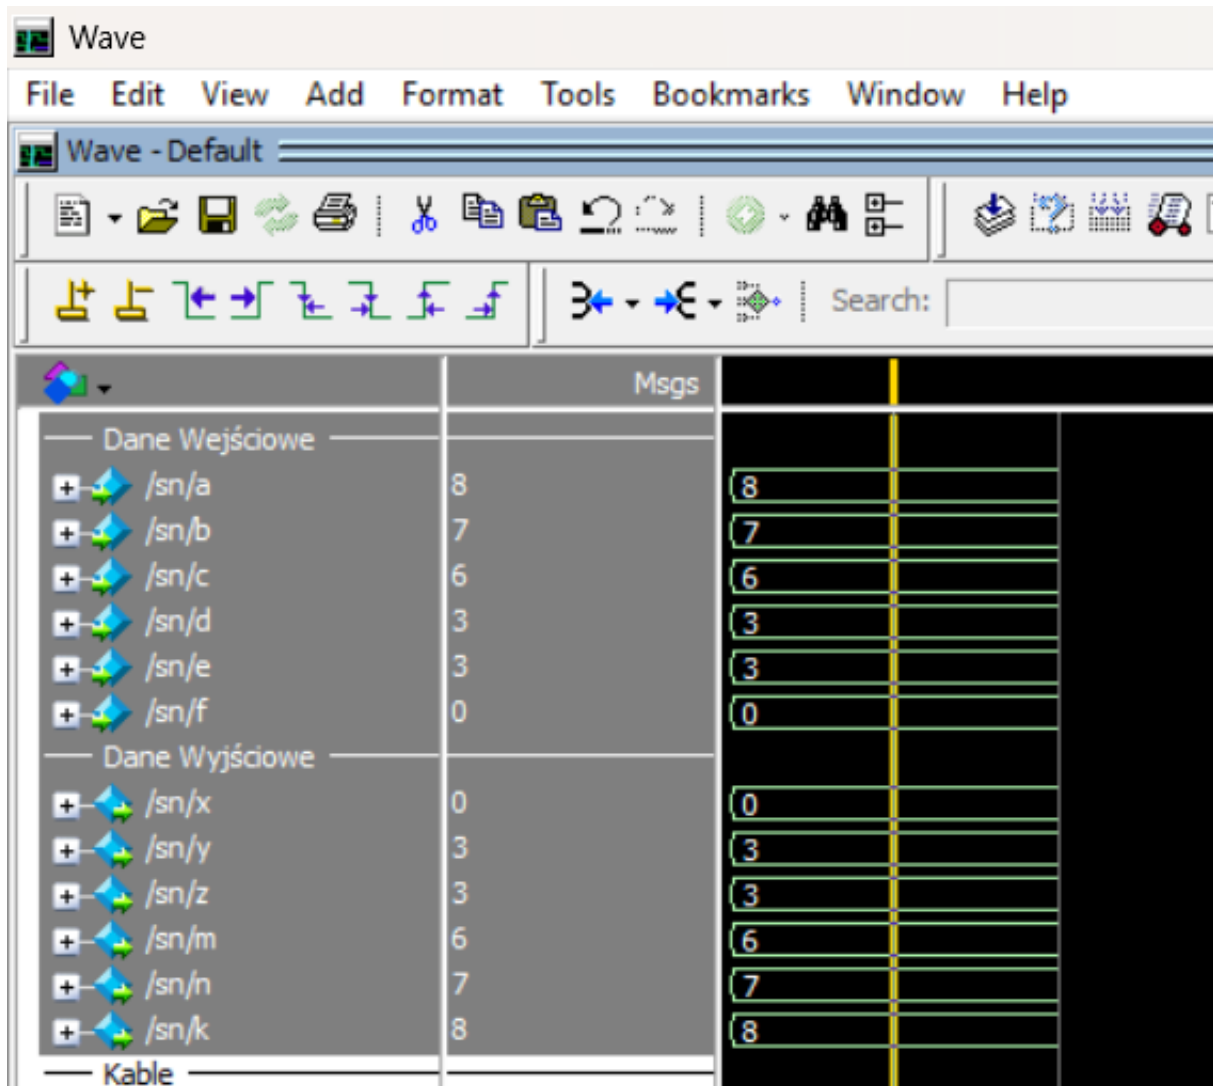 Wave
File Edit View Add Format Tools Bookmarks Window Help
Wave - Default
Search:
Msgs
Dane Wejściowe
/sn/a 8 8
/sn/b 7 7
/sn/c 6 6
/sn/d 3 3
/sn/e 3 3
/sn/f 0 0
Dane Wyjściowe
/sn/x 0 0
/sn/y 3 3
/sn/z 3 3
/sn/m 6 6
/sn/n 7 7
/sn/k 8 8
Kable